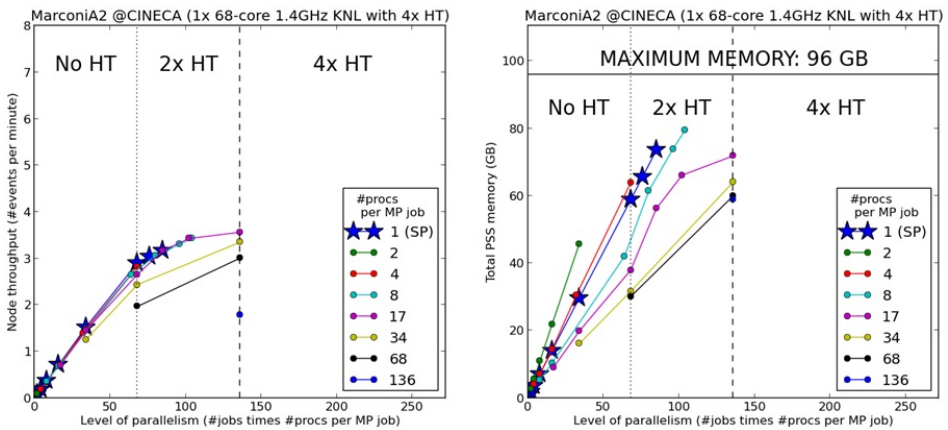 MarconiA2 @CINECA (1x 68-core 1.4GHz KNL with 4x HT)
8
7
6
5
4
3
2
1
0
Node throughput (#events per minute)
No HT
2x HT
4x HT
#procs
per MP job
1 (SP)
2
4
8
17
34
68
136
0
50
100
150
200
250
Level of parallelism (#jobs times #procs per MP job)
MarconiA2 @CINECA (1x 68-core 1.4GHz KNL with 4x HT)
100
80
60
40
20
0
Total PSS memory (GB)
MAXIMUM MEMORY: 96 GB
No HT
2x HT
4x HT
#procs
per MP job
1 (SP)
2
4
8
17
34
68
136
0
50
100
150
200
250
Level of parallelism (#jobs times #procs per MP job)